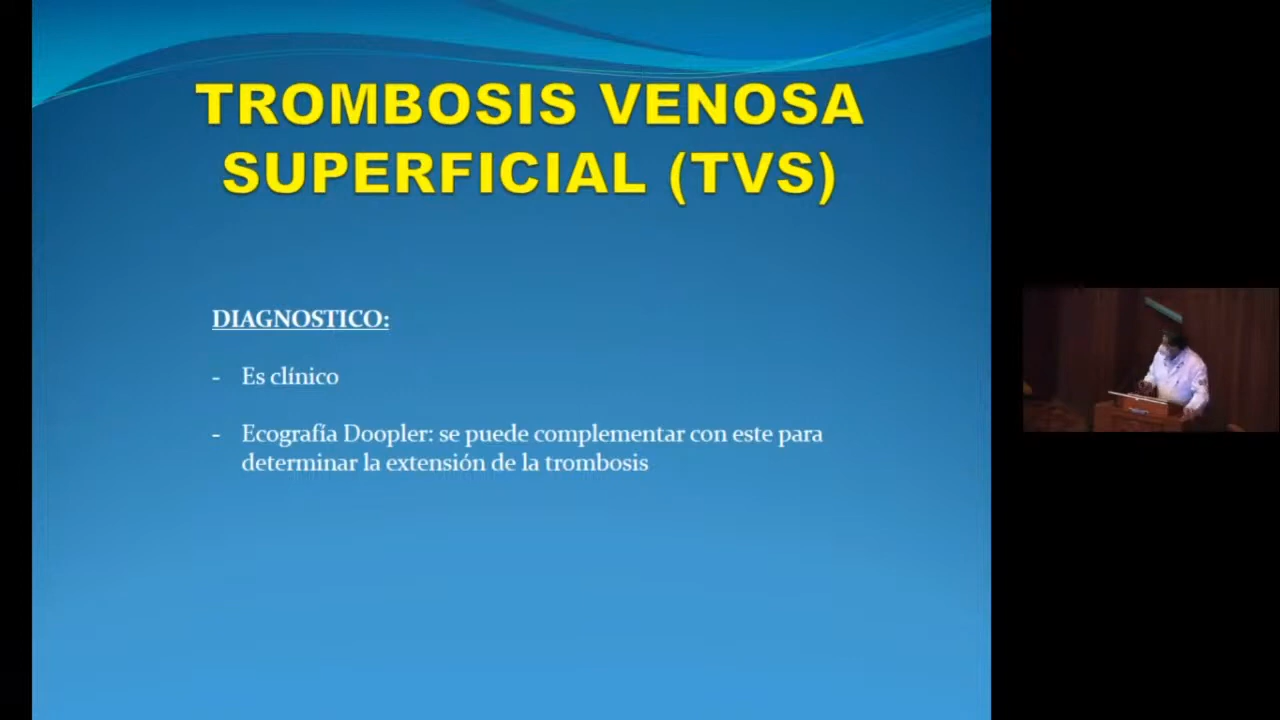 TROMBOSIS VENOSA
SUPERFICIAL (TVS)
DIAGNOSTICO:
- Es clínico
- Ecografía Doopler: se puede complementar con este para
determinar la extensión de la trombosis